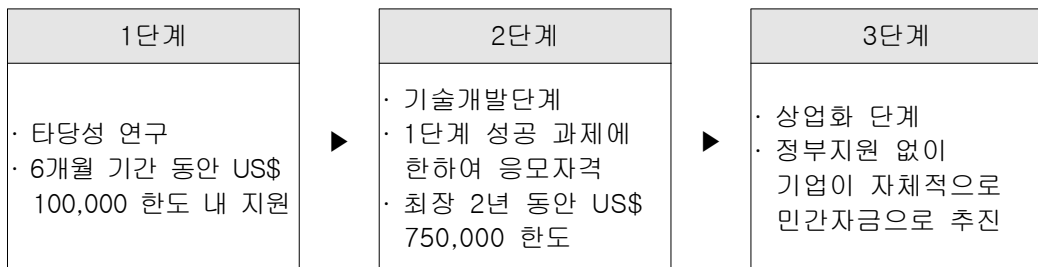 1단계
· 타당성 연구
· 6개월 기간 동안 US$
100,000 한도 내 지원
▶
2단계
· 기술개발단계
· 1단계 성공 과제에
한하여 응모자격
· 최장 2년 동안 US$
750,000 한도
▶
3단계
· 상업화 단계
· 정부지원 없이
기업이 자체적으로
민간자금으로 추진